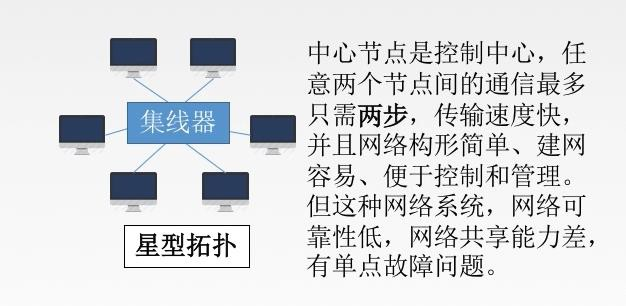 集线器
星型拓扑
中心节点是控制中心，任
意两个节点间的通信最多
只需两步，传输速度快，
并且网络构形简单、建网
容易、便于控制和管理。
但这种网络系统，网络可
靠性低，网络共享能力差，
有单点故障问题。